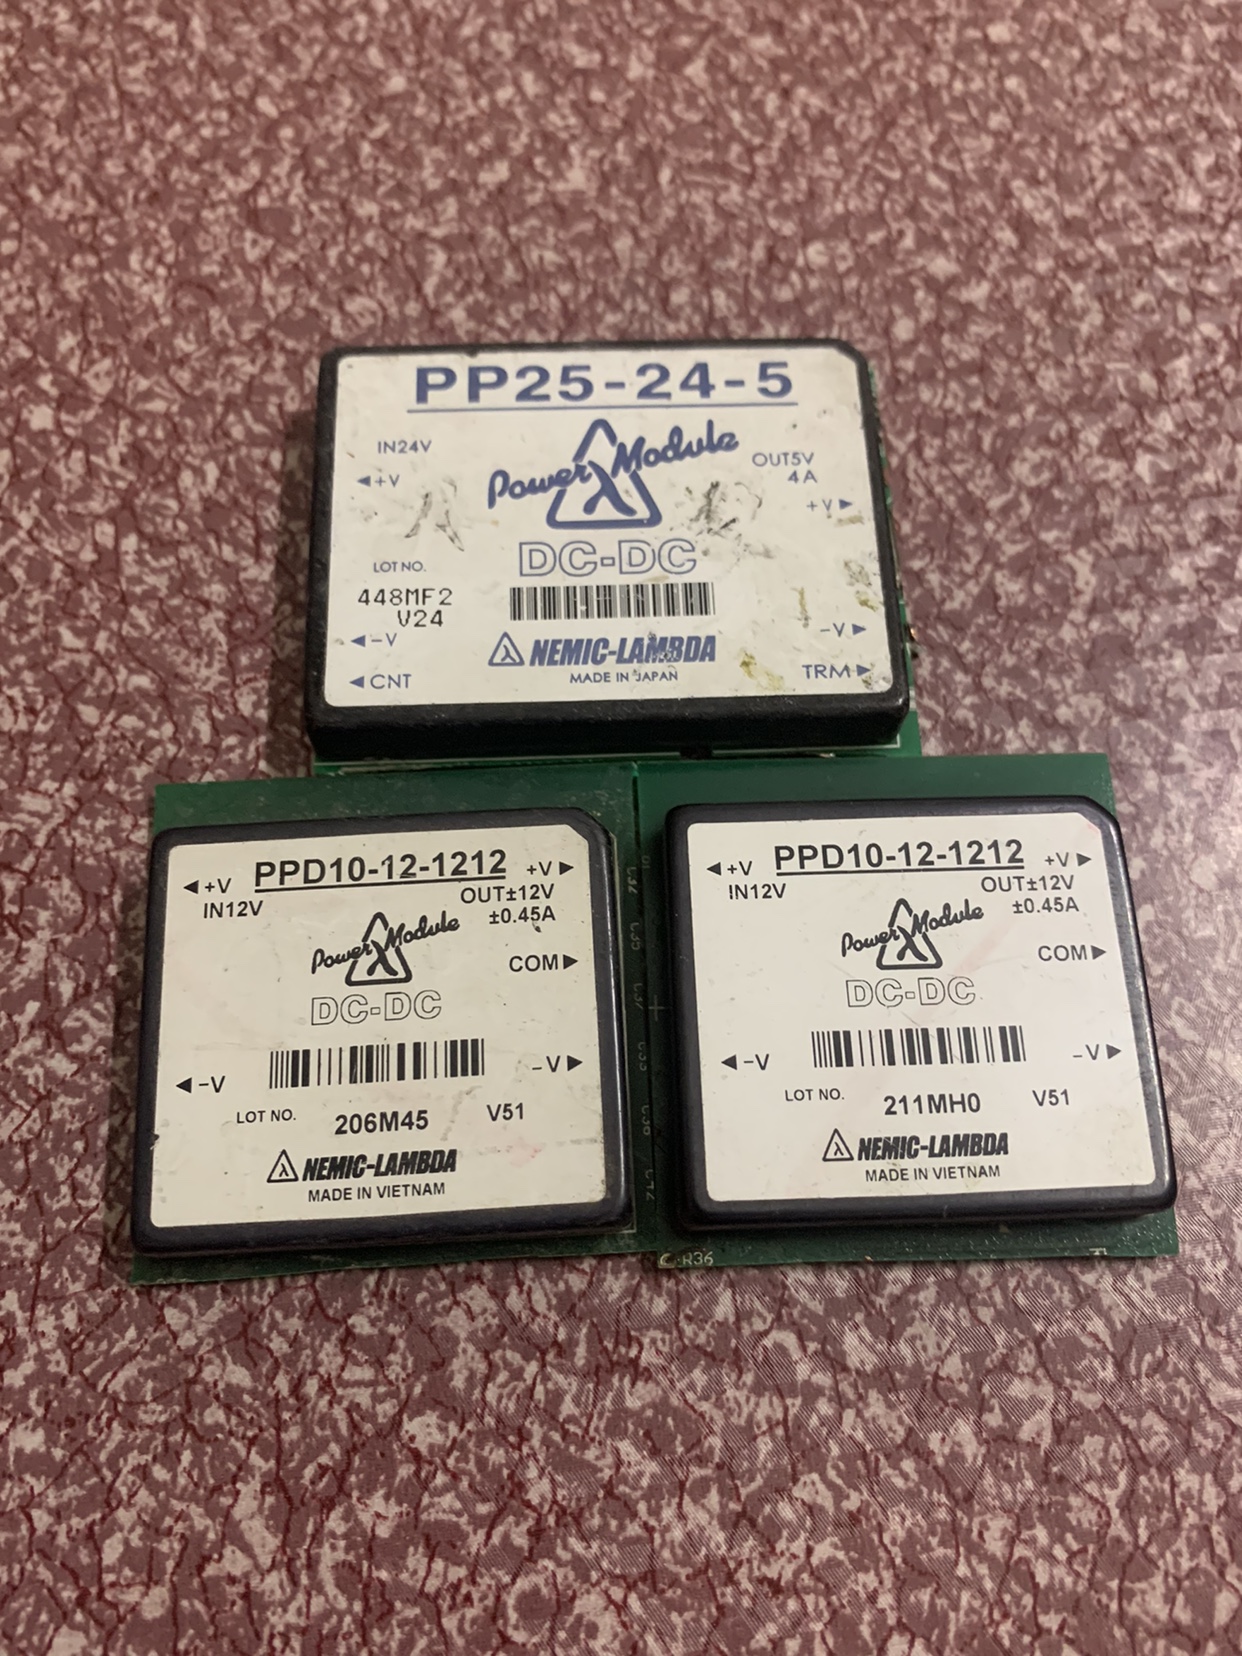 PP25-24-5
IN24V
◄+V
Power Module
λ
OUT5V
4A
+V►
DC-DC
LOT NO.
448MF2
V24
◄-V
-V►
NEMIC-LAMBDA
MADE IN JAPAN
◄CNT
TRM►
PPD10-12-1212
◄+V
IN12V
+V►
OUT±12V
±0.45A
Power Module
λ
COM►
DC-DC
◄-V
-V►
LOT NO. 206M45 V51
NEMIC-LAMBDA
MADE IN VIETNAM
PPD10-12-1212
◄+V
IN12V
+V►
OUT±12V
±0.45A
Power Module
λ
COM►
DC-DC
◄-V
-V►
LOT NO. 211MH0 V51
NEMIC-LAMBDA
MADE IN VIETNAM
R36